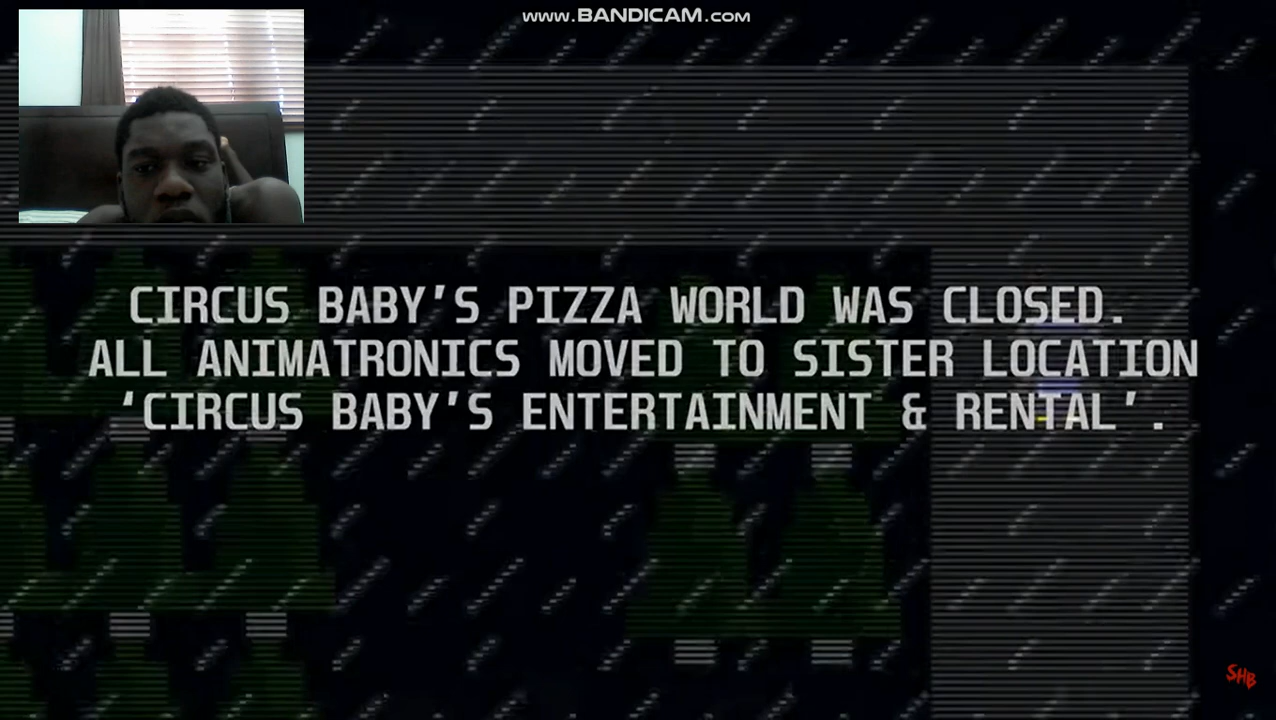 www.BANDICAM.com
CIRCUS BABY’S PIZZA WORLD WAS CLOSED.
ALL ANIMATRONICS MOVED TO SISTER LOCATION
‘CIRCUS BABY’S ENTERTAINMENT & RENTAL’.
SHB